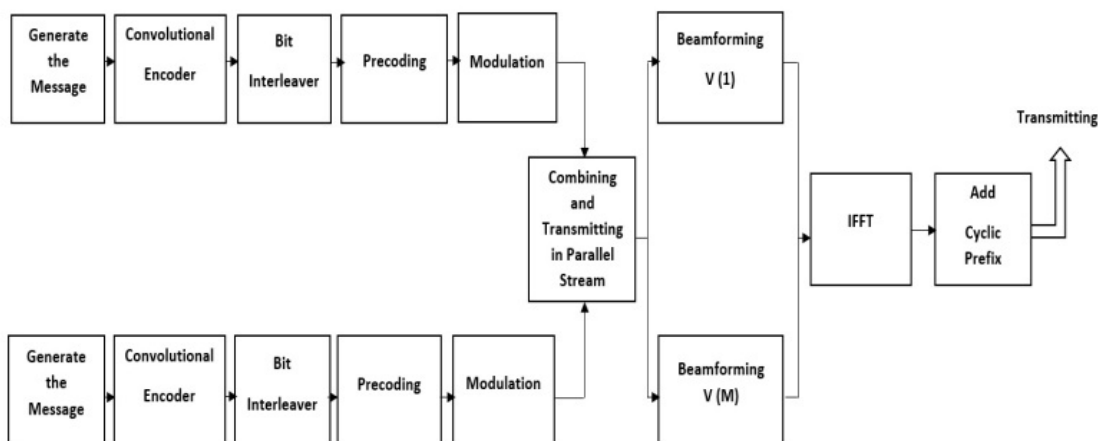 Generate
the
Message
Convolutional
Encoder
Bit
Interleaver
Precoding
Modulation
Beamforming
V (1)
Transmitting
Combining
and
Transmitting
in Parallel
Stream
IFFT
Add
Cyclic
Prefix
Generate
the
Message
Convolutional
Encoder
Bit
Interleaver
Precoding
Modulation
Beamforming
V (M)